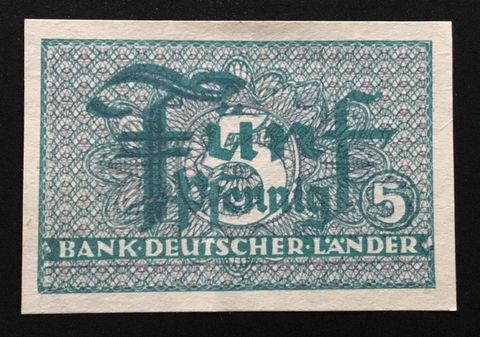 Fünf
5
Pfennig
5
BANK·DEUTSCHER·LÄNDER